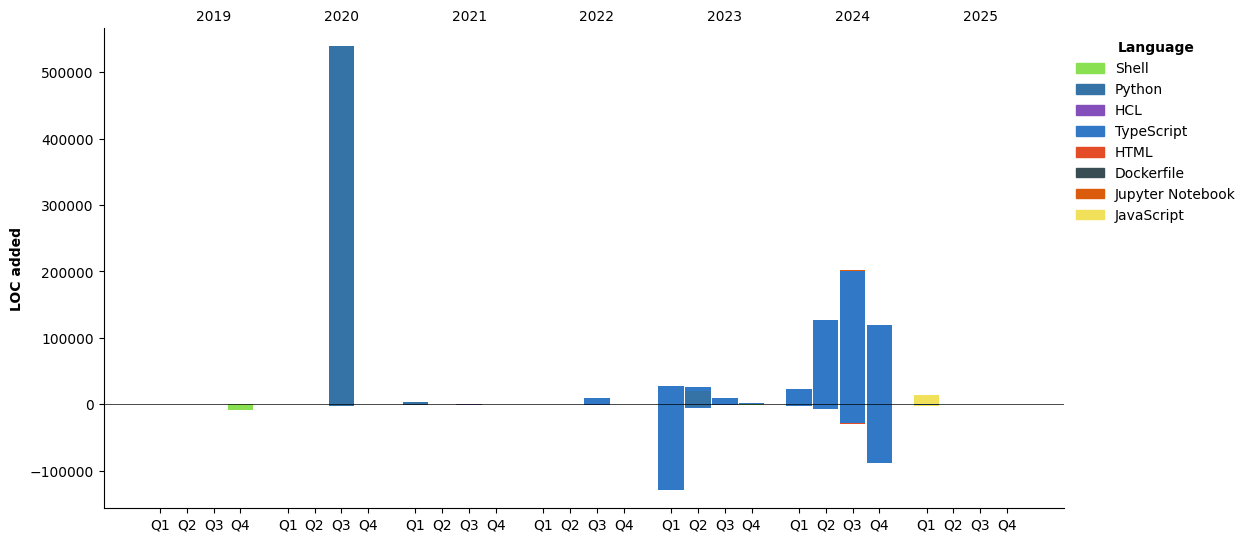 2019 2020 2021 2022 2023 2024 2025
Language
Shell
Python
HCL
TypeScript
HTML
Dockerfile
Jupyter Notebook
JavaScript
LOC added
500000
400000
300000
200000
100000
0
−100000
Q1 Q2 Q3 Q4 Q1 Q2 Q3 Q4 Q1 Q2 Q3 Q4 Q1 Q2 Q3 Q4 Q1 Q2 Q3 Q4 Q1 Q2 Q3 Q4 Q1 Q2 Q3 Q4